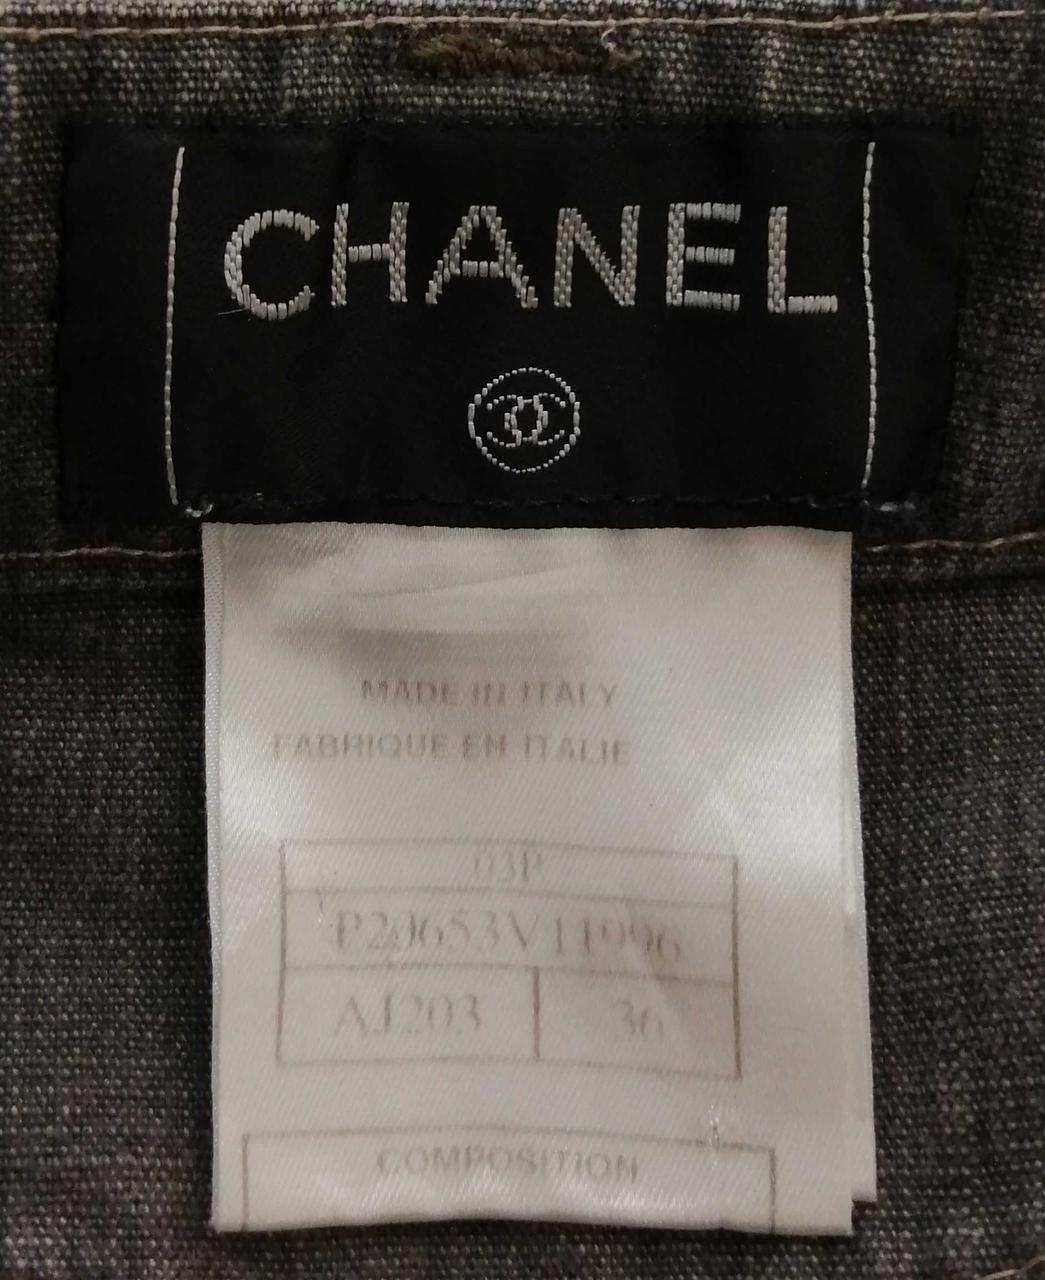 CHANEL
MADE IN ITALY
FABRIQUE EN ITALIE
03P
P20653V11996
AJ203 36
COMPOSITION